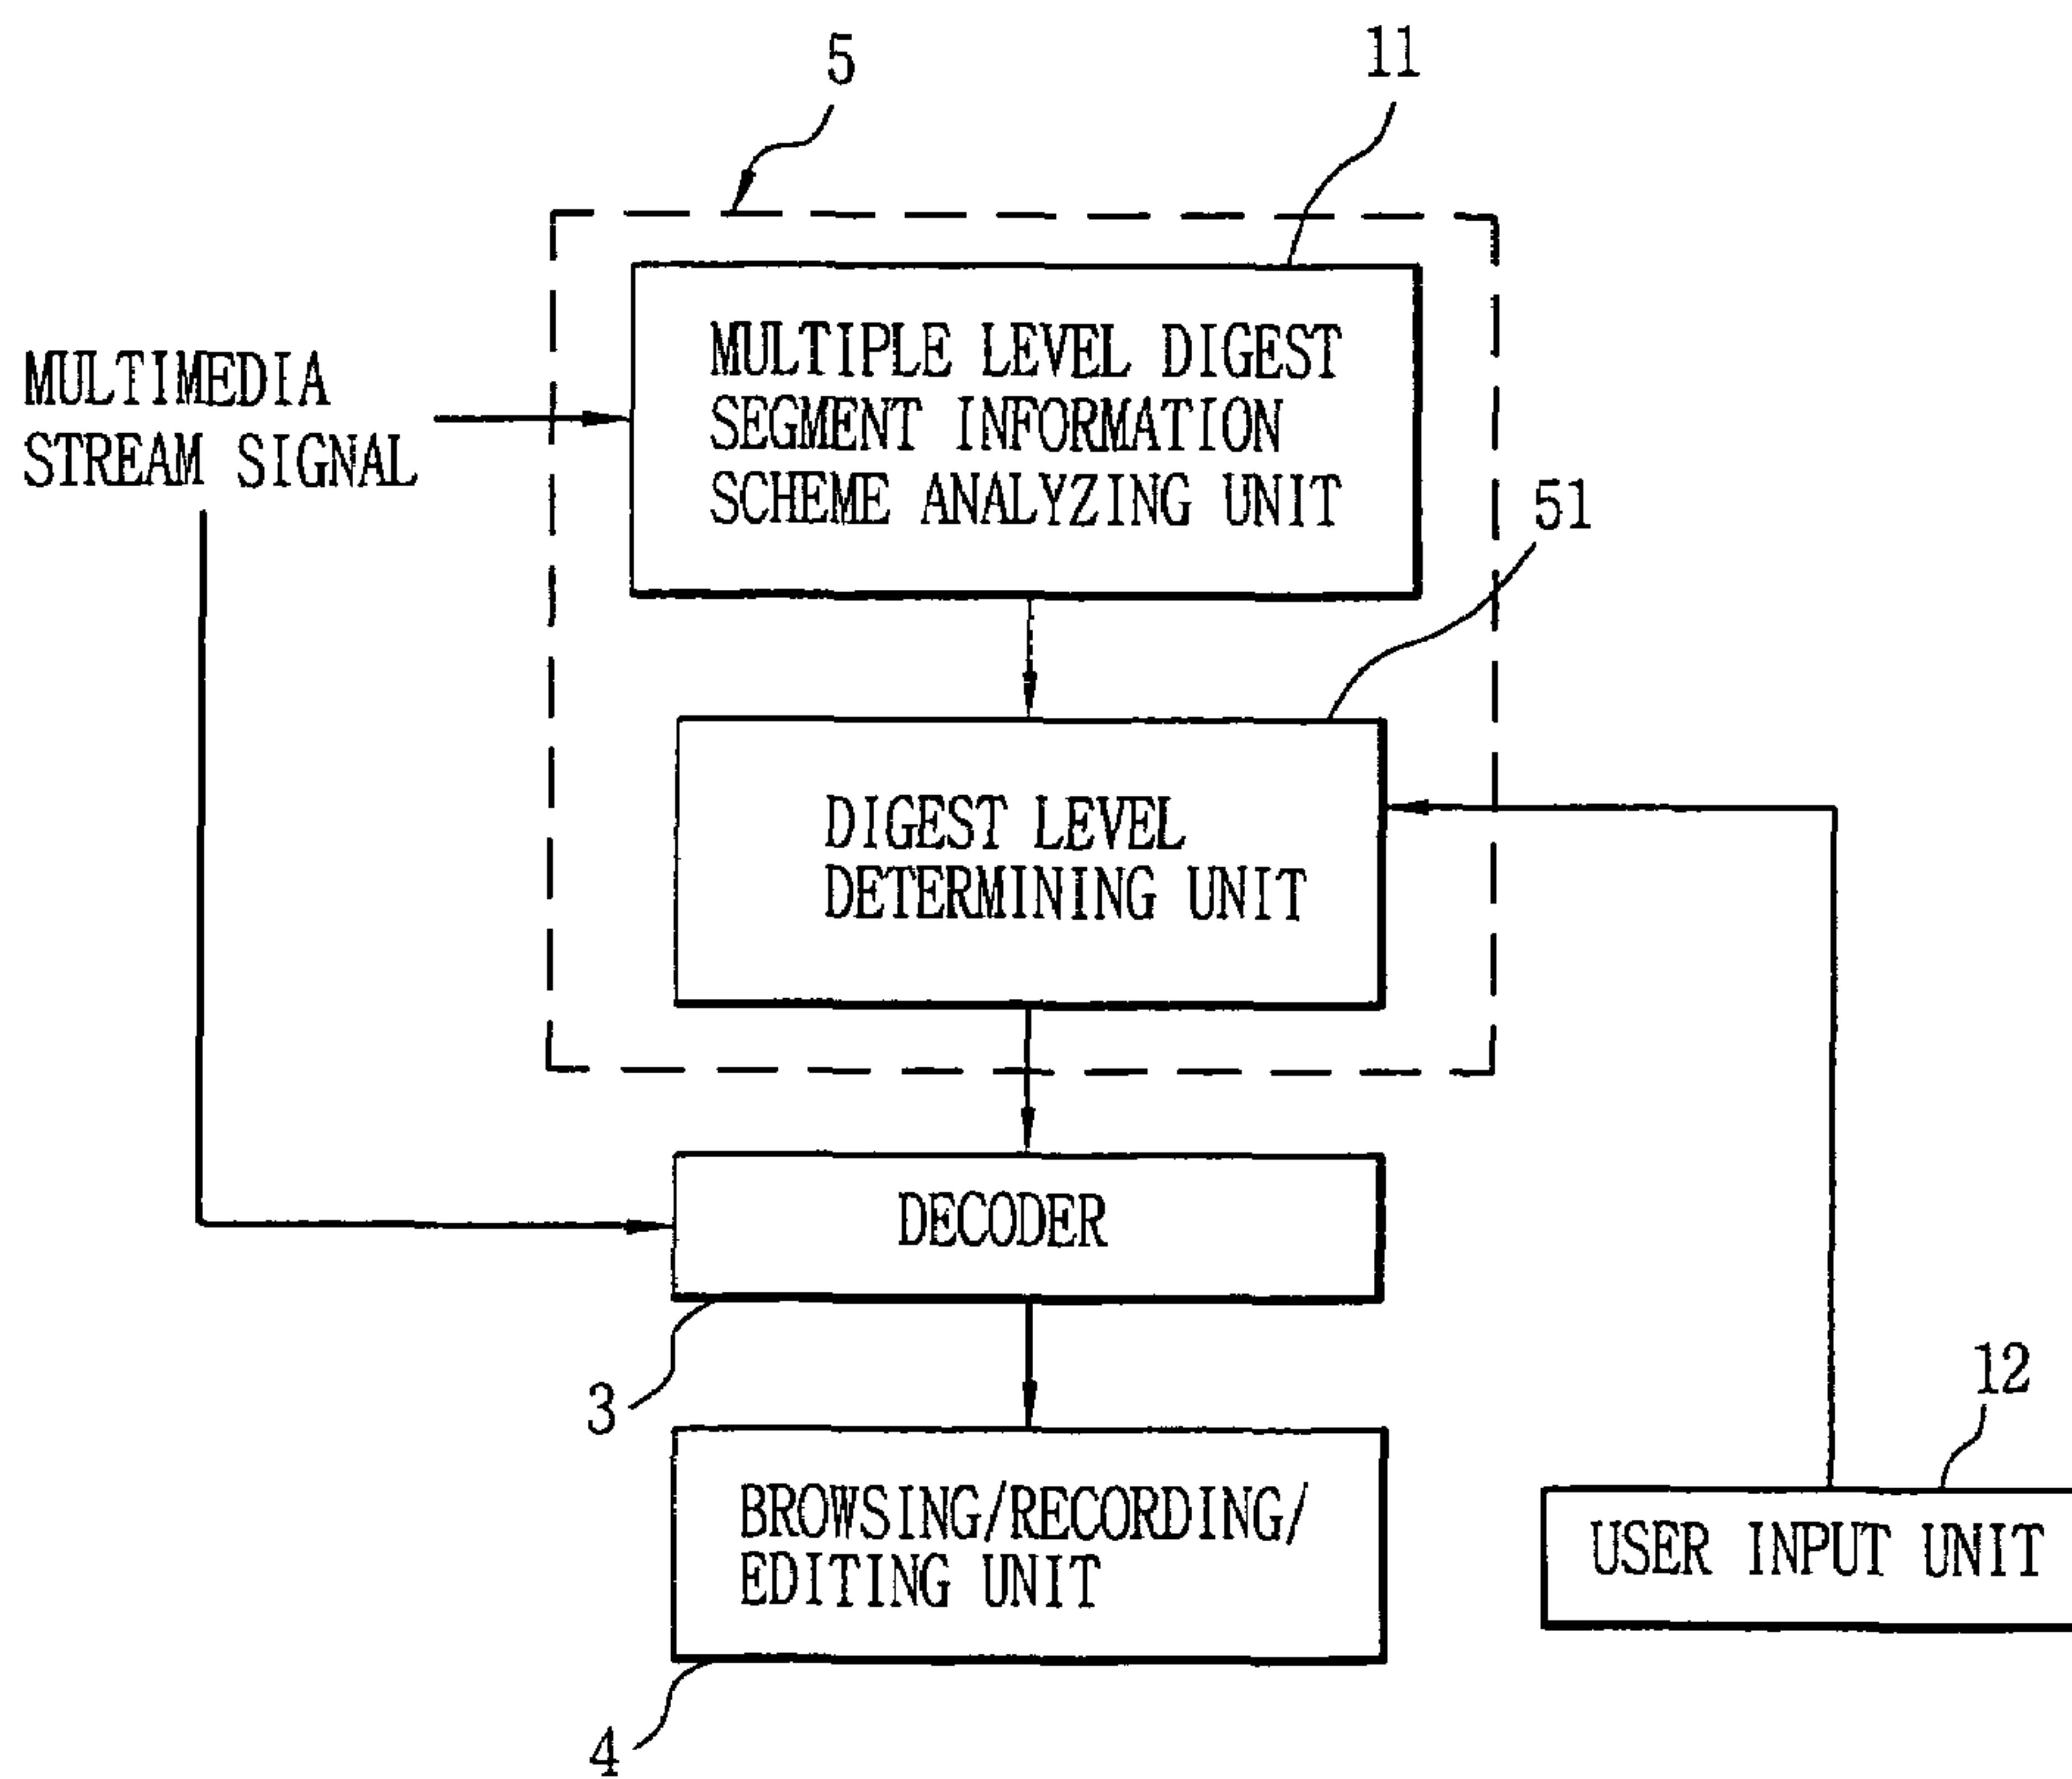 5
11
MULTIPLE LEVEL DIGEST
SEGMENT INFORMATION
SCHEME ANALYZING UNIT
MULTIMEDIA
STREAM SIGNAL
51
DIGEST LEVEL
DETERMINING UNIT
DECODER
3
12
BROWSING/RECORDING/
EDITING UNIT
USER INPUT UNIT
4